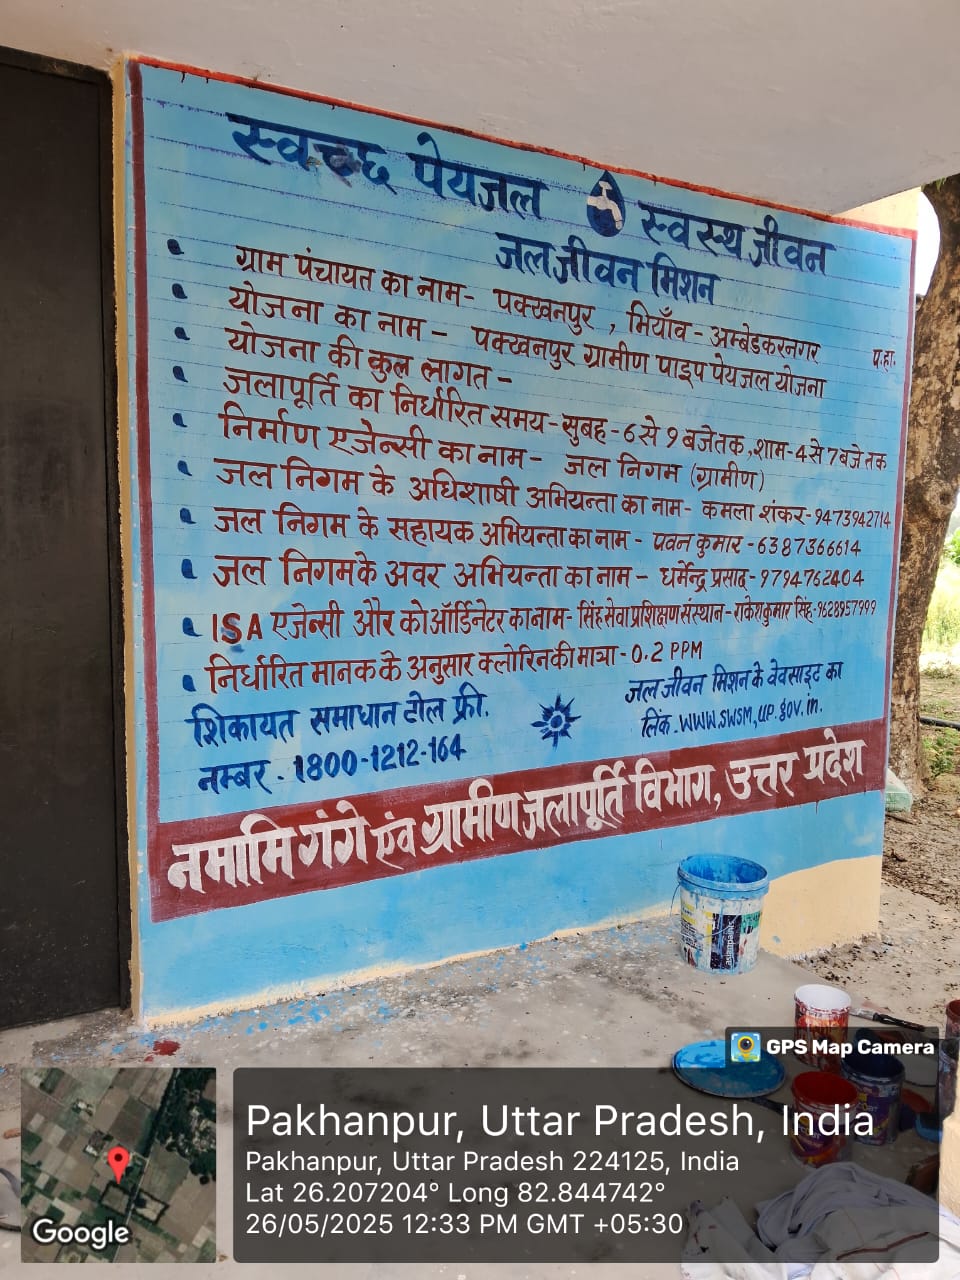 स्वच्छ पेयजल स्वस्थ जीवन
जल जीवन मिशन
ग्राम पंचायत का नाम- पक्खनपुर , भियाँव - अम्बेडकरनगर
योजना का नाम - पक्खनपुर ग्रामीण पाइप पेयजल योजना
योजना की कुल लागत -
जलापूर्ति का निर्धारित समय - सुबह - 6 से 9 बजे तक , शाम - 4 से 7 बजे तक
निर्माण एजेन्सी का नाम - जल निगम (ग्रामीण)
जल निगम के अधिशाषी अभियन्ता का नाम - कमला शंकर - 9473942714
जल निगम के सहायक अभियन्ता का नाम - पवन कुमार - 6387366614
जल निगम के अवर अभियन्ता का नाम - धर्मेन्द्र प्रसाद - 9794762404
ISA एजेन्सी और को ऑर्डिनेटर का नाम - सिंह सेवा प्रशिक्षण संस्थान - राकेश कुमार सिंह - 9628957999
निर्धारित मानक के अनुसार क्लोरिन की मात्रा - 0.2 PPM
शिकायत समाधान टोल फ्री.
नम्बर - 1800-1212-164
जल जीवन मिशन के वेवसाइट का
लिंक - WWW.SWSM,up.gov.in.
नमामि गंगे एंव ग्रामीण जलापूर्ति विभाग, उत्तर प्रदेश
GPS Map Camera
Pakhanpur, Uttar Pradesh, India
Pakhanpur, Uttar Pradesh 224125, India
Lat 26.207204° Long 82.844742°
26/05/2025 12:33 PM GMT +05:30
Google